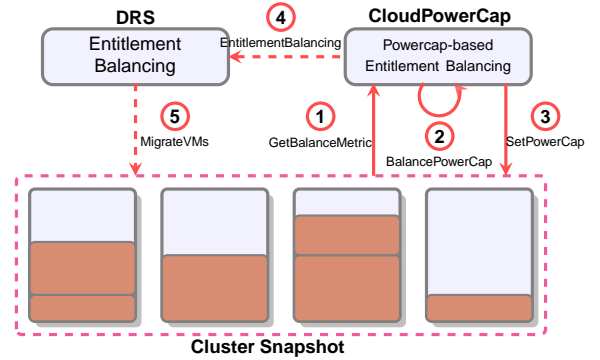 DRS
CloudPowerCap
4
EntitlementBalancing
Entitlement
Balancing
Powercap-based
Entitlement Balancing
5
MigrateVMs
1
GetBalanceMetric
2
BalancePowerCap
3
SetPowerCap
Cluster Snapshot